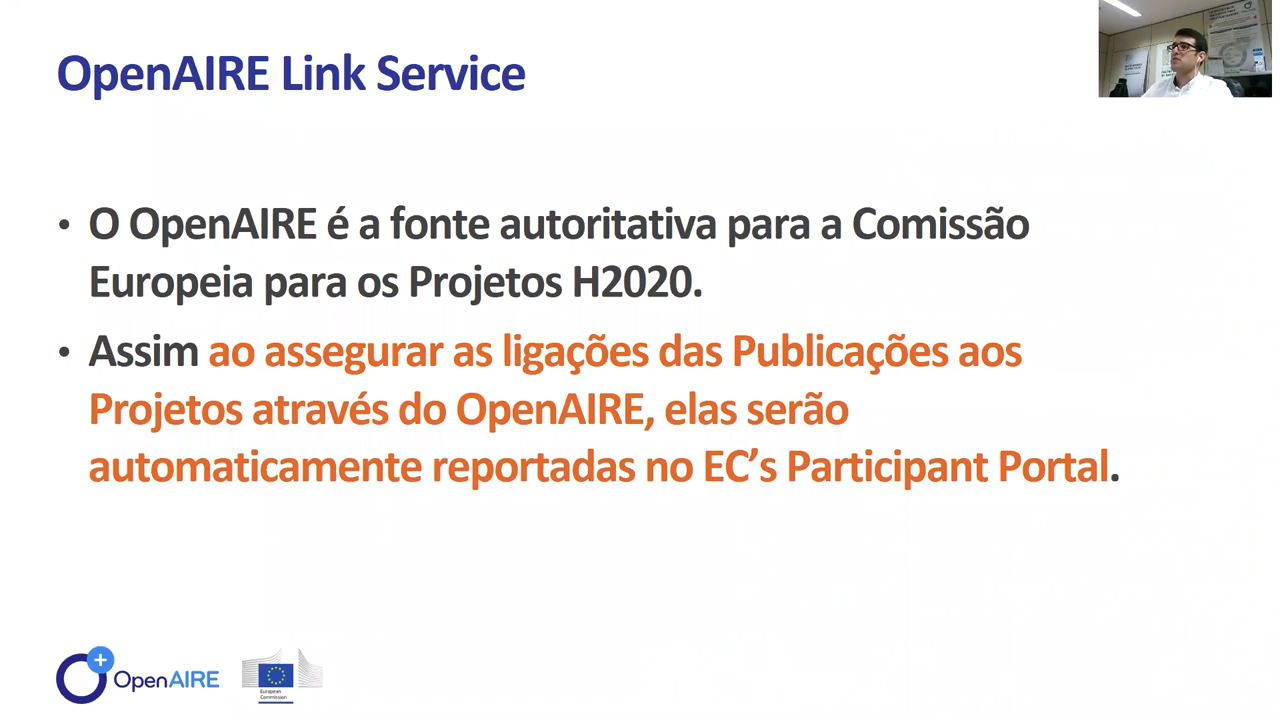 OpenAIRE Link Service
• O OpenAIRE é a fonte autoritativa para a Comissão
Europeia para os Projetos H2020.
• Assim ao assegurar as ligações das Publicações aos
Projetos através do OpenAIRE, elas serão
automaticamente reportadas no EC’s Participant Portal.
OpenAIRE
European
Commission